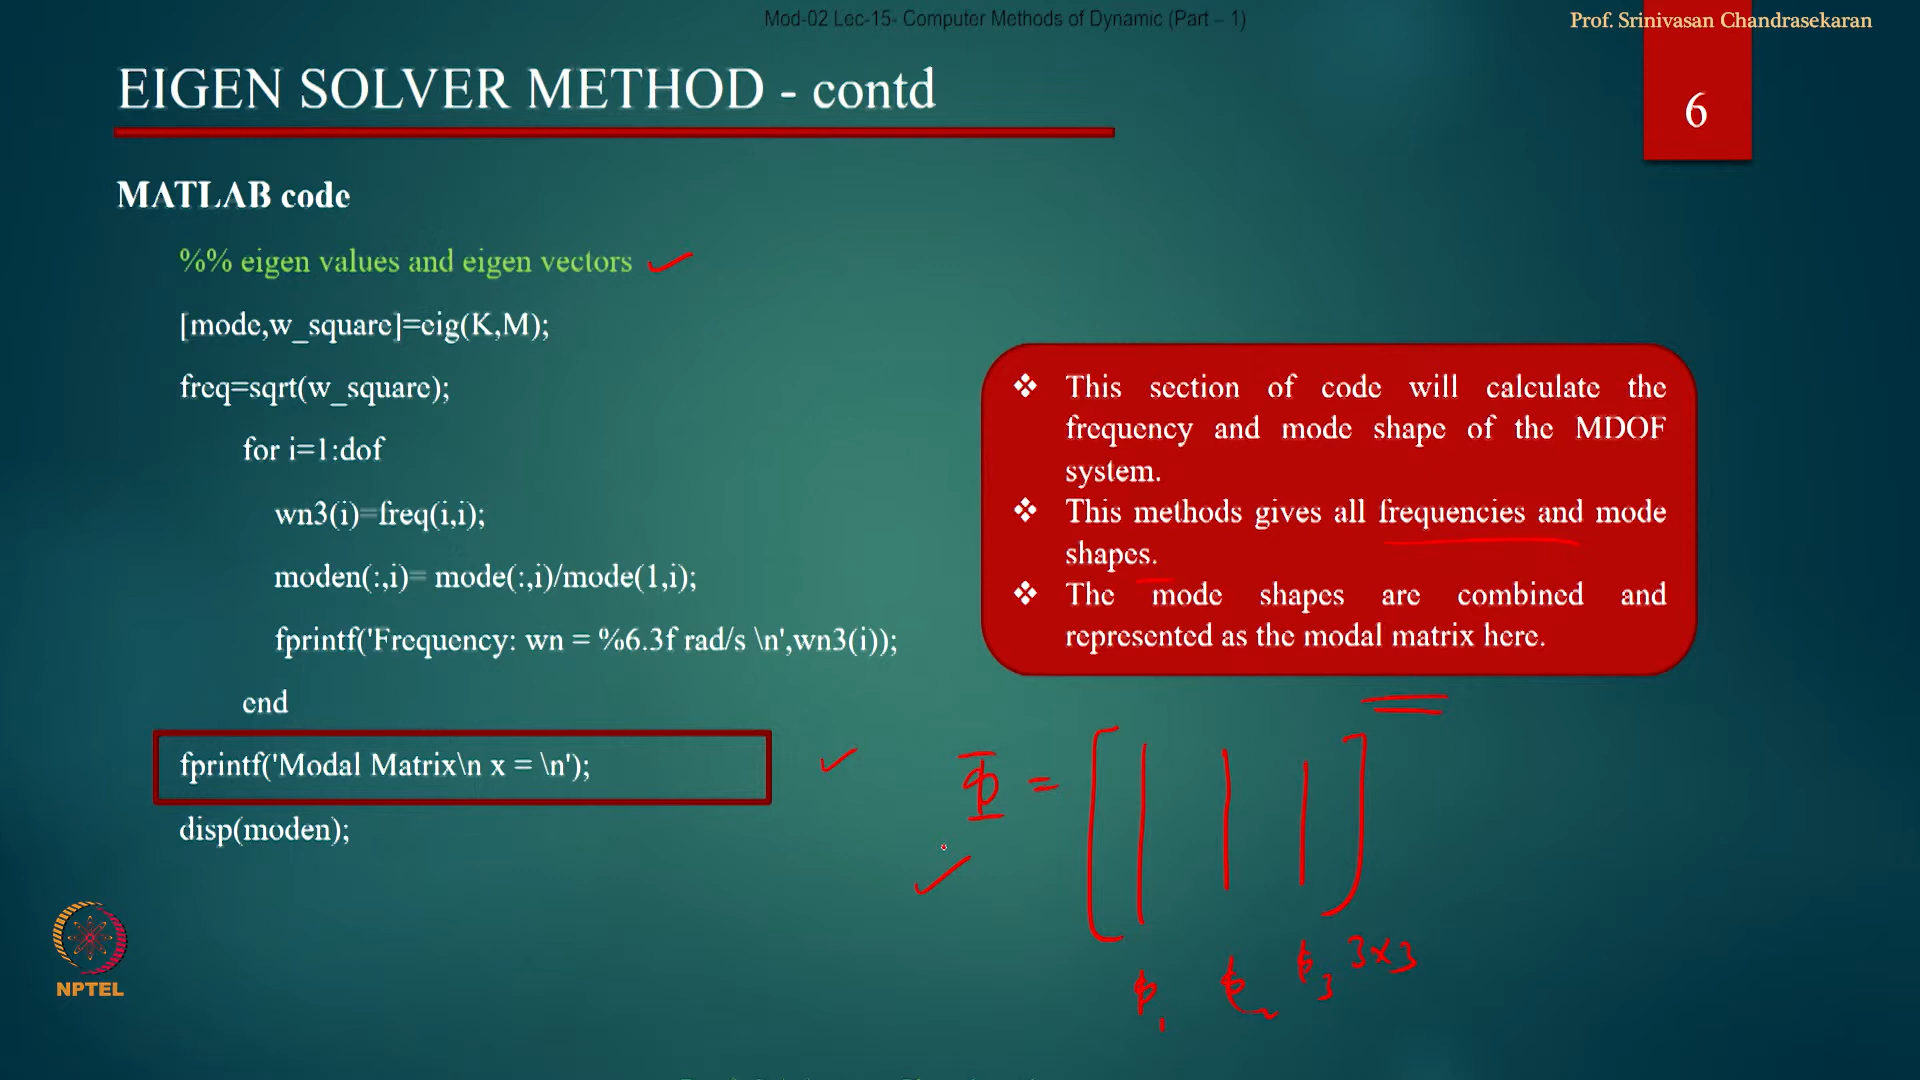 Mod-02 Lec-15- Computer Methods of Dynamic (Part – 1)
Prof. Srinivasan Chandrasekaran
EIGEN SOLVER METHOD - contd
6
MATLAB code
%% eigen values and eigen vectors
[mode,w_square]=eig(K,M);
freq=sqrt(w_square);
for i=1:dof
wn3(i)=freq(i,i);
moden(:,i)= mode(:,i)/mode(1,i);
fprintf('Frequency: wn = %6.3f rad/s \n',wn3(i));
end
fprintf('Modal Matrix\n x = \n');
disp(moden);
❖ This section of code will calculate the
frequency and mode shape of the MDOF
system.
❖ This methods gives all frequencies and mode
shapes.
❖ The mode shapes are combined and
represented as the modal matrix here.
Φ = [ | | | ]
ϕ1 ϕ2 ϕ3 3x3
NPTEL